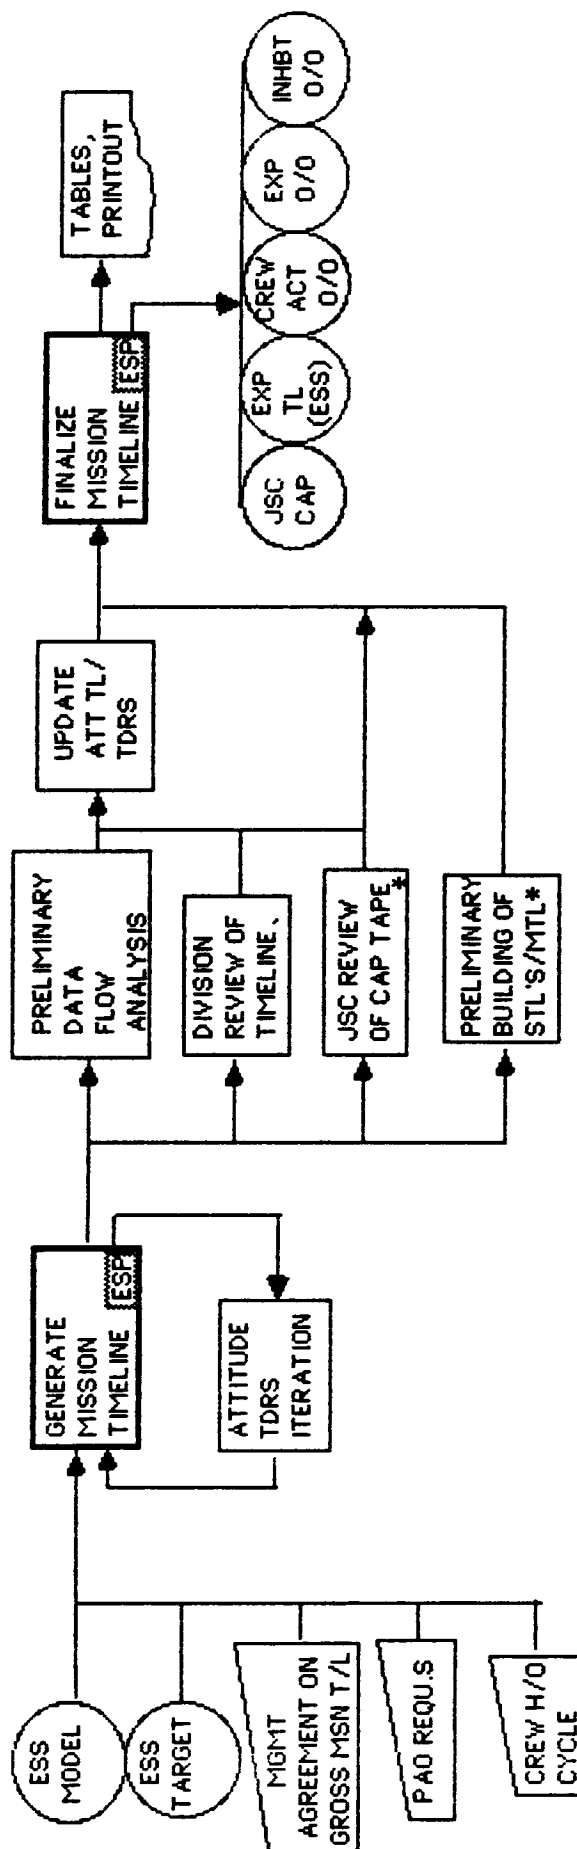 ESS
MODEL
ESS
TARGET
MGMT
AGREEMENT ON
GROSS MSN T/L
PAO REQU.S
CREW H/O
CYCLE
GENERATE
MISSION
TIMELINE
ESP
ATTITUDE
TDRS
ITERATION
PRELIMINARY
DATA
FLOW
ANALYSIS
DIVISION
REVIEW OF
TIMELINE.
JSC REVIEW
OF CAP TAPE*
PRELIMINARY
BUILDING OF
STL'S/MTL*
UPDATE
ATT TL/
TDRS
FINALIZE
MISSION
TIMELINE
ESP
TABLES,
PRINTOUT
JSC
CAP
EXP
TL
(ESS)
CREW
ACT
O/O
EXP
O/O
INHBT
O/O